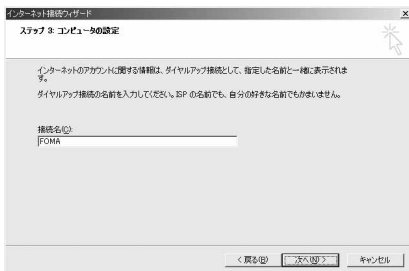 インターネット接続ウィザード
ステップ 3: コンピュータの設定
インターネットのアカウントに関する情報は、ダイヤルアップ接続として、指定した名前と一緒に表示されま
す。
ダイヤルアップ接続の名前を入力してください。ISP の名前でも、自分の好きな名前でもかまいません。
接続名(C):
FOMA
< 戻る(B)
次へ(N) >
キャンセル